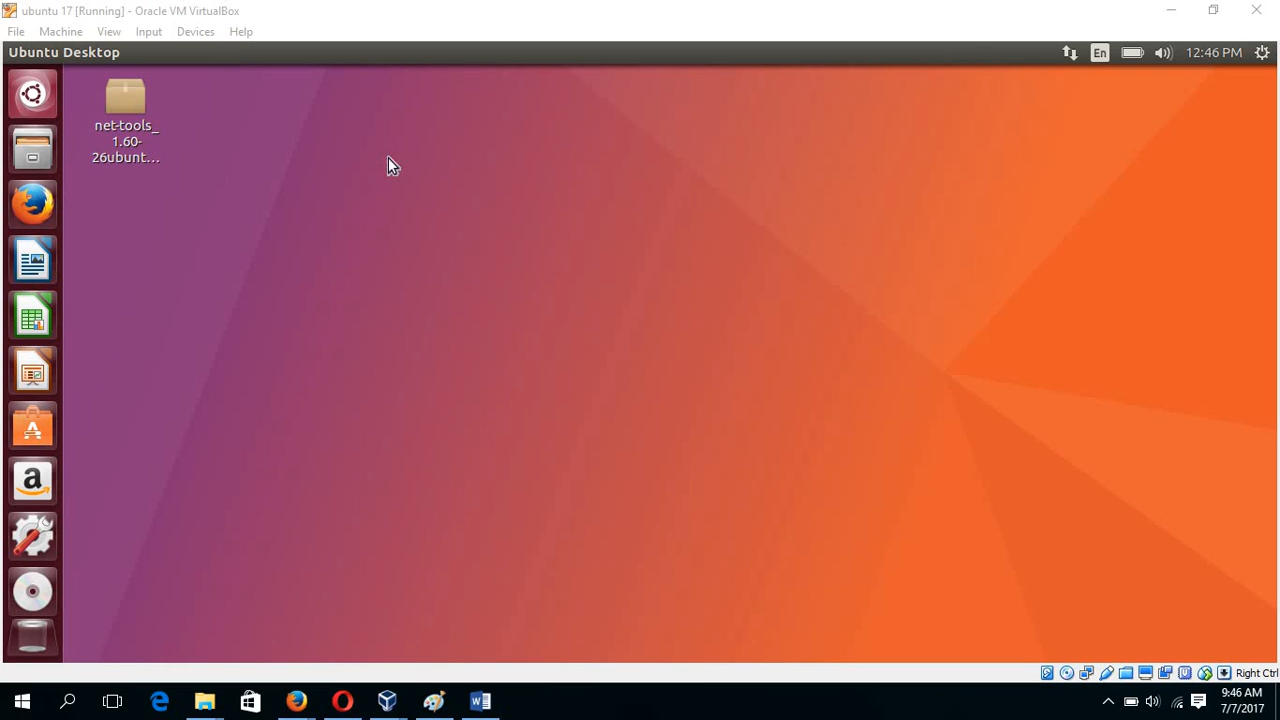 ubuntu 17 [Running] - Oracle VM VirtualBox
File Machine View Input Devices Help
Ubuntu Desktop En 12:46 PM
net-tools_
1.60-
26ubunt...
a
Right Ctrl
9:46 AM
7/7/2017